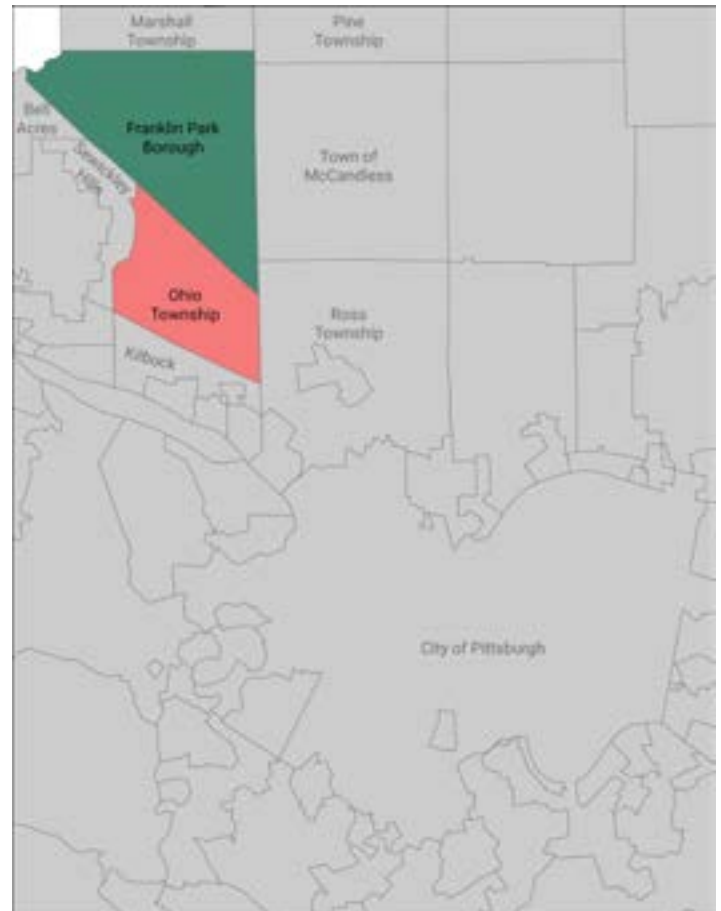 Marshall
Township
Pine
Township
Bell
Acres
Franklin Park
Borough
Sewickley
Hills
Town of
McCandless
Ohio
Township
Ross
Township
Kilbuck
City of Pittsburgh